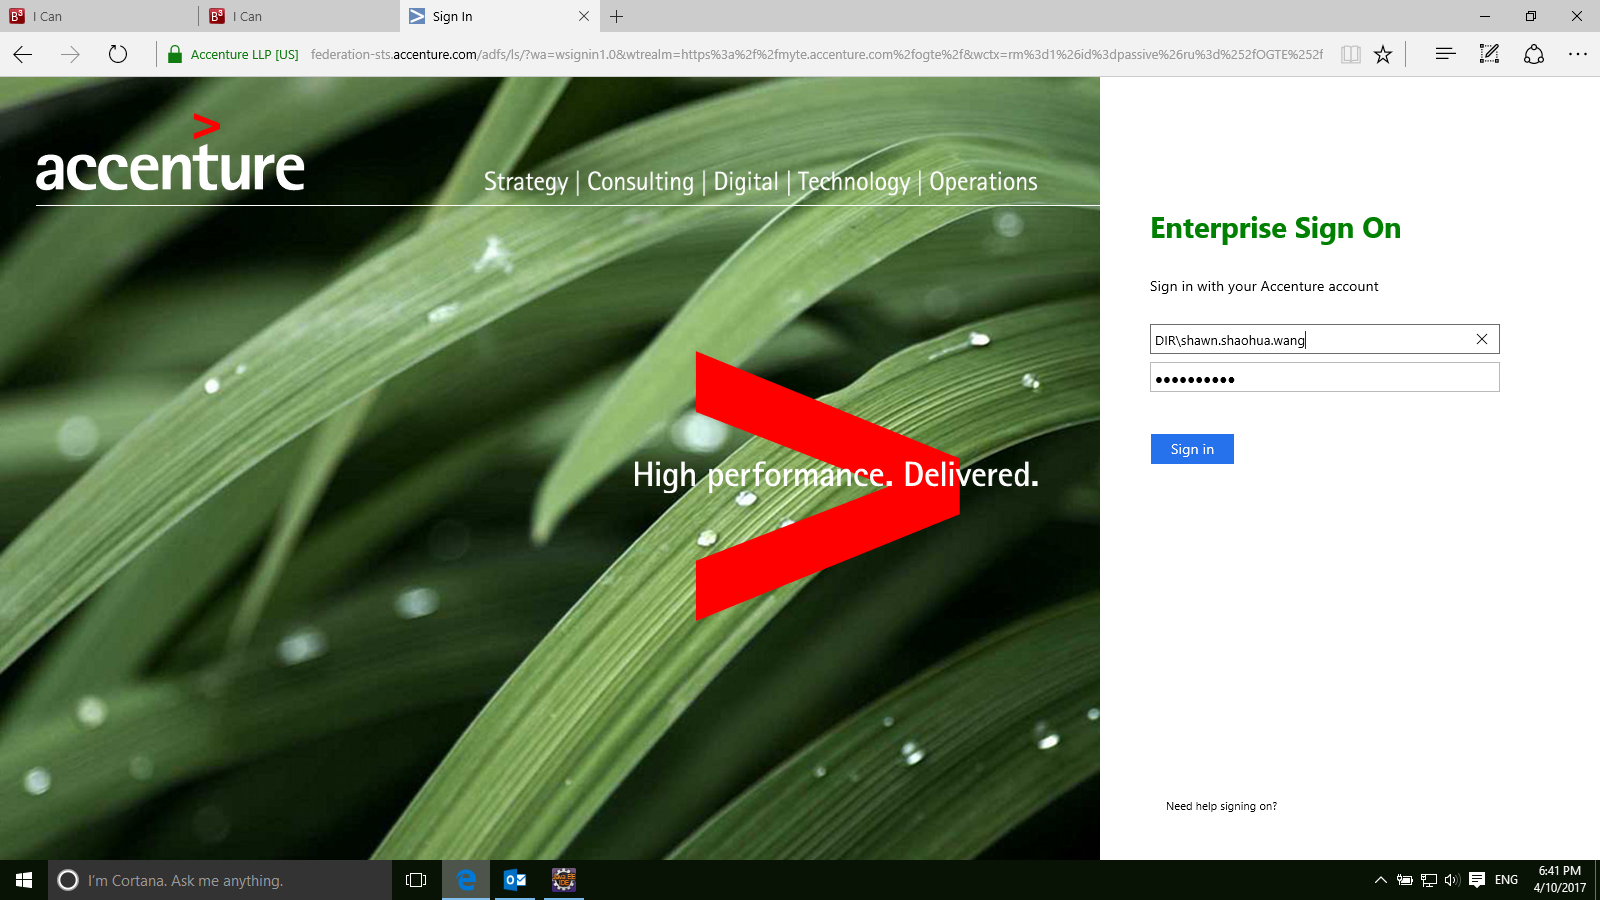 I Can
I Can
Sign In
Accenture LLP [US]
federation-sts.accenture.com/adfs/ls/?wa=wsignin1.0&wtrealm=https%3a%2f%2fmyte.accenture.com%2fogte%2f&wctx=rm%3d1%26id%3dpassive%26ru%3d%252fOGTE%252f
accenture
Strategy | Consulting | Digital | Technology | Operations
High performance. Delivered.
Enterprise Sign On
Sign in with your Accenture account
DIR\shawn.shaohua.wang
Sign in
Need help signing on?
I'm Cortana. Ask me anything.
ENG
6:41 PM
4/10/2017